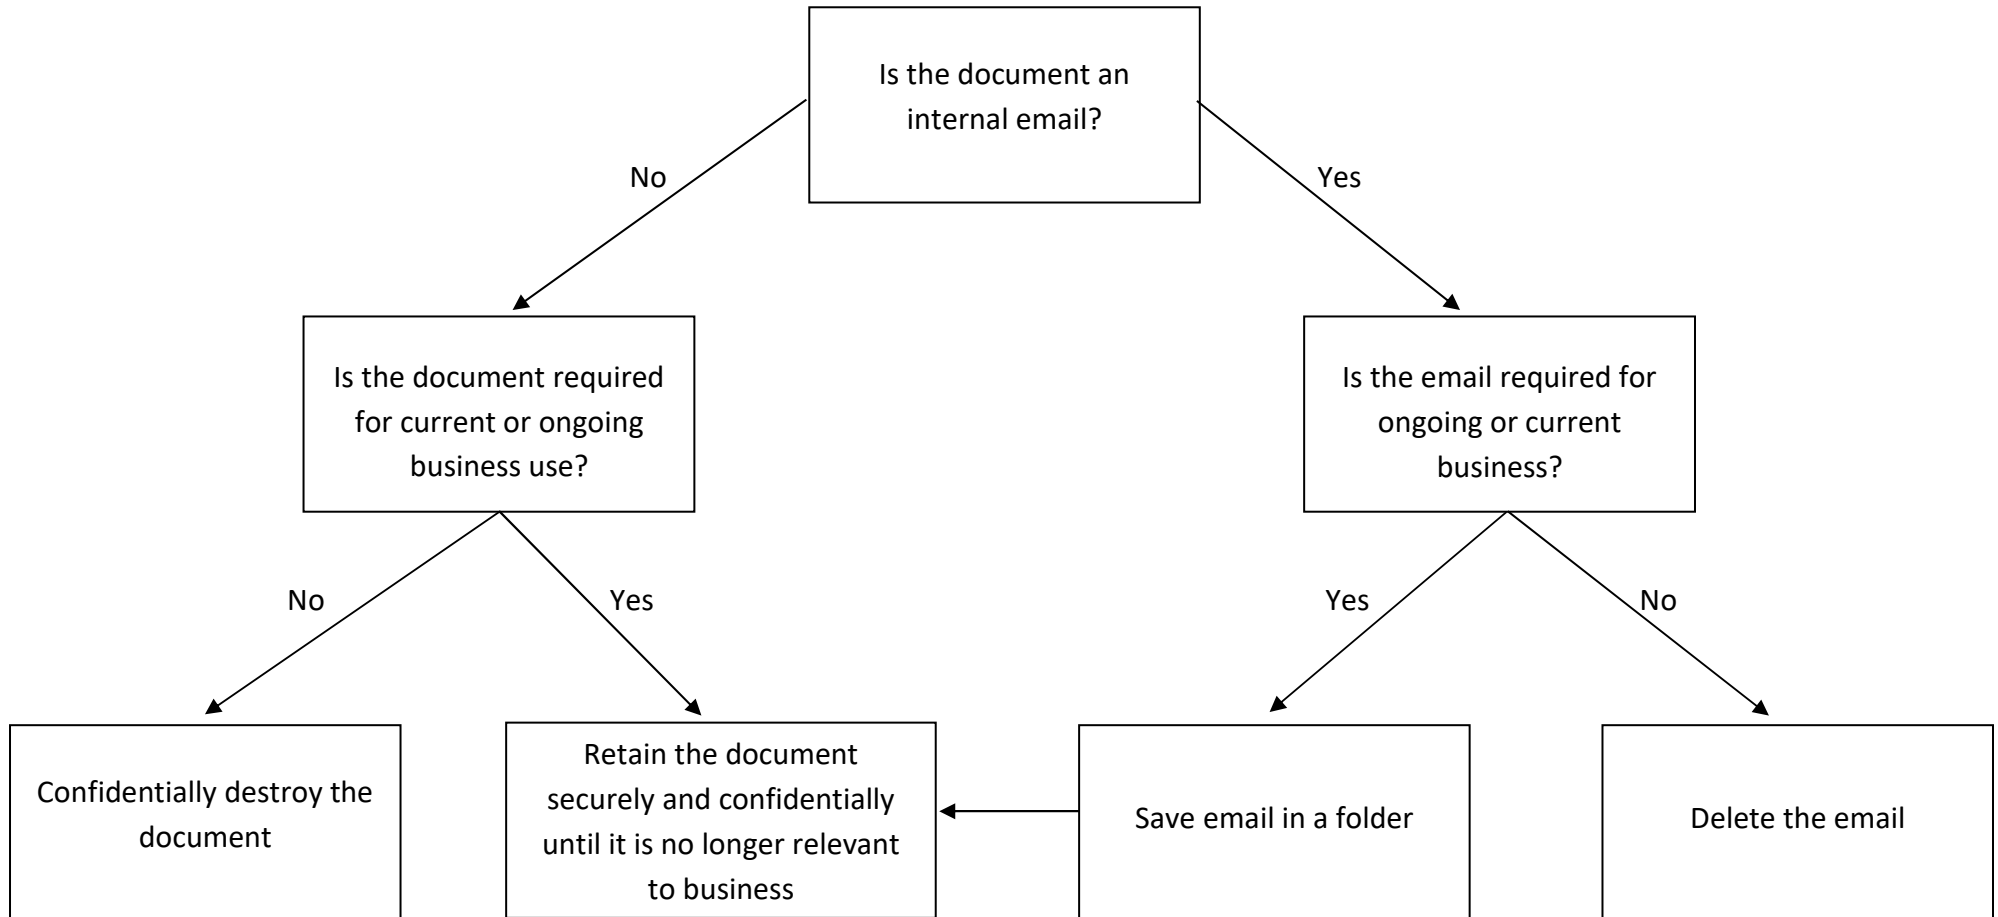 Is the document an
internal email?
No
Yes
Is the document required
for current or ongoing
business use?
Is the email required for
ongoing or current
business?
No
Yes
Yes
No
Confidentially destroy the
document
Retain the document
securely and confidentially
until it is no longer relevant
to business
Save email in a folder
Delete the email